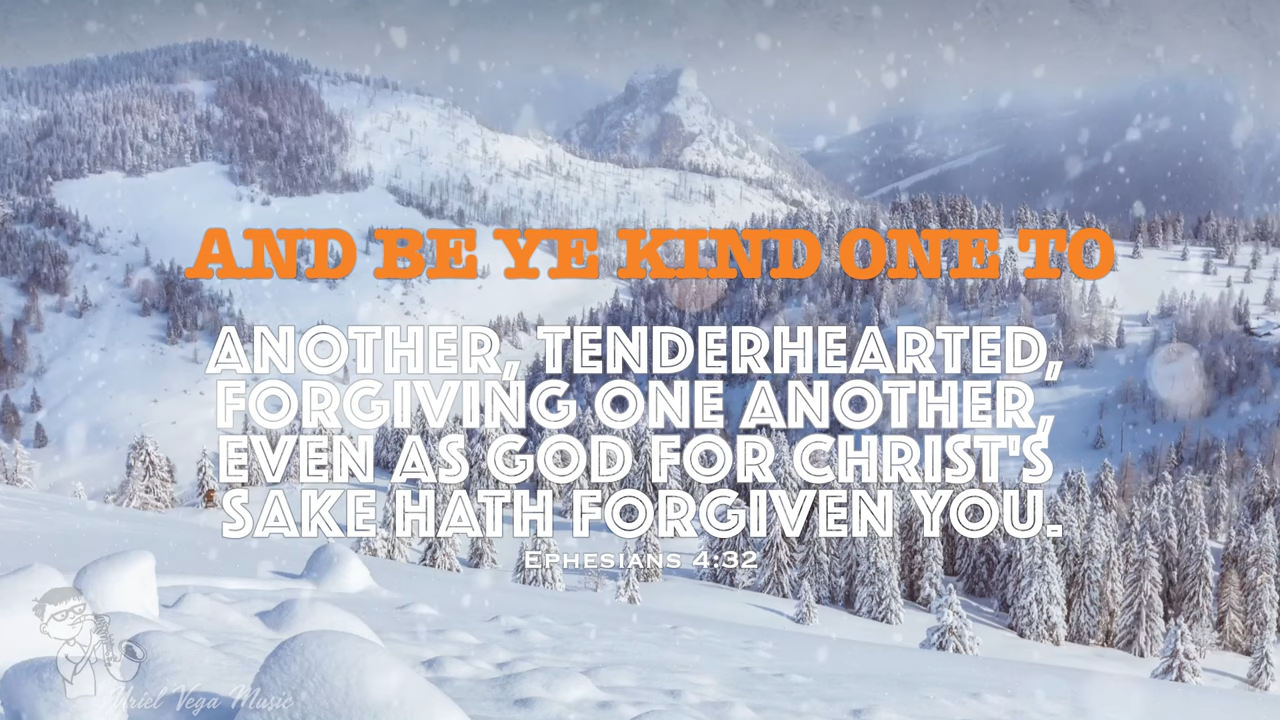 AND BE YE KIND ONE TO
ANOTHER, TENDERHEARTED,
FORGIVING ONE ANOTHER,
EVEN AS GOD FOR CHRIST'S
SAKE HATH FORGIVEN YOU.
EPHESIANS 4:32
Uriel Vega Music